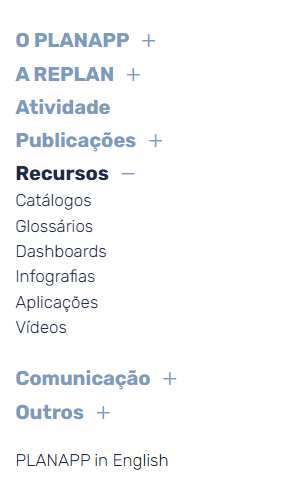 O PLANAPP +
A REPLAN +
Atividade
Publicações +
Recursos −
Catálogos
Glossários
Dashboards
Infografias
Aplicações
Vídeos
Comunicação +
Outros +
PLANAPP in English